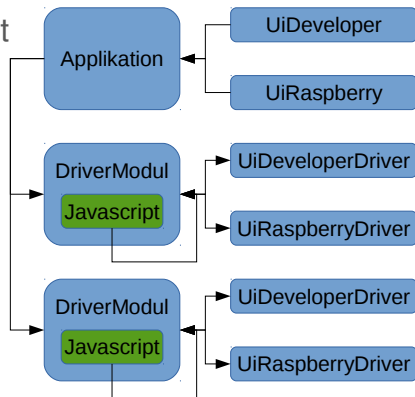 t
Applikation
UiDeveloper
UiRaspberry
DriverModul
Javascript
UiDeveloperDriver
UiRaspberryDriver
DriverModul
Javascript
UiDeveloperDriver
UiRaspberryDriver